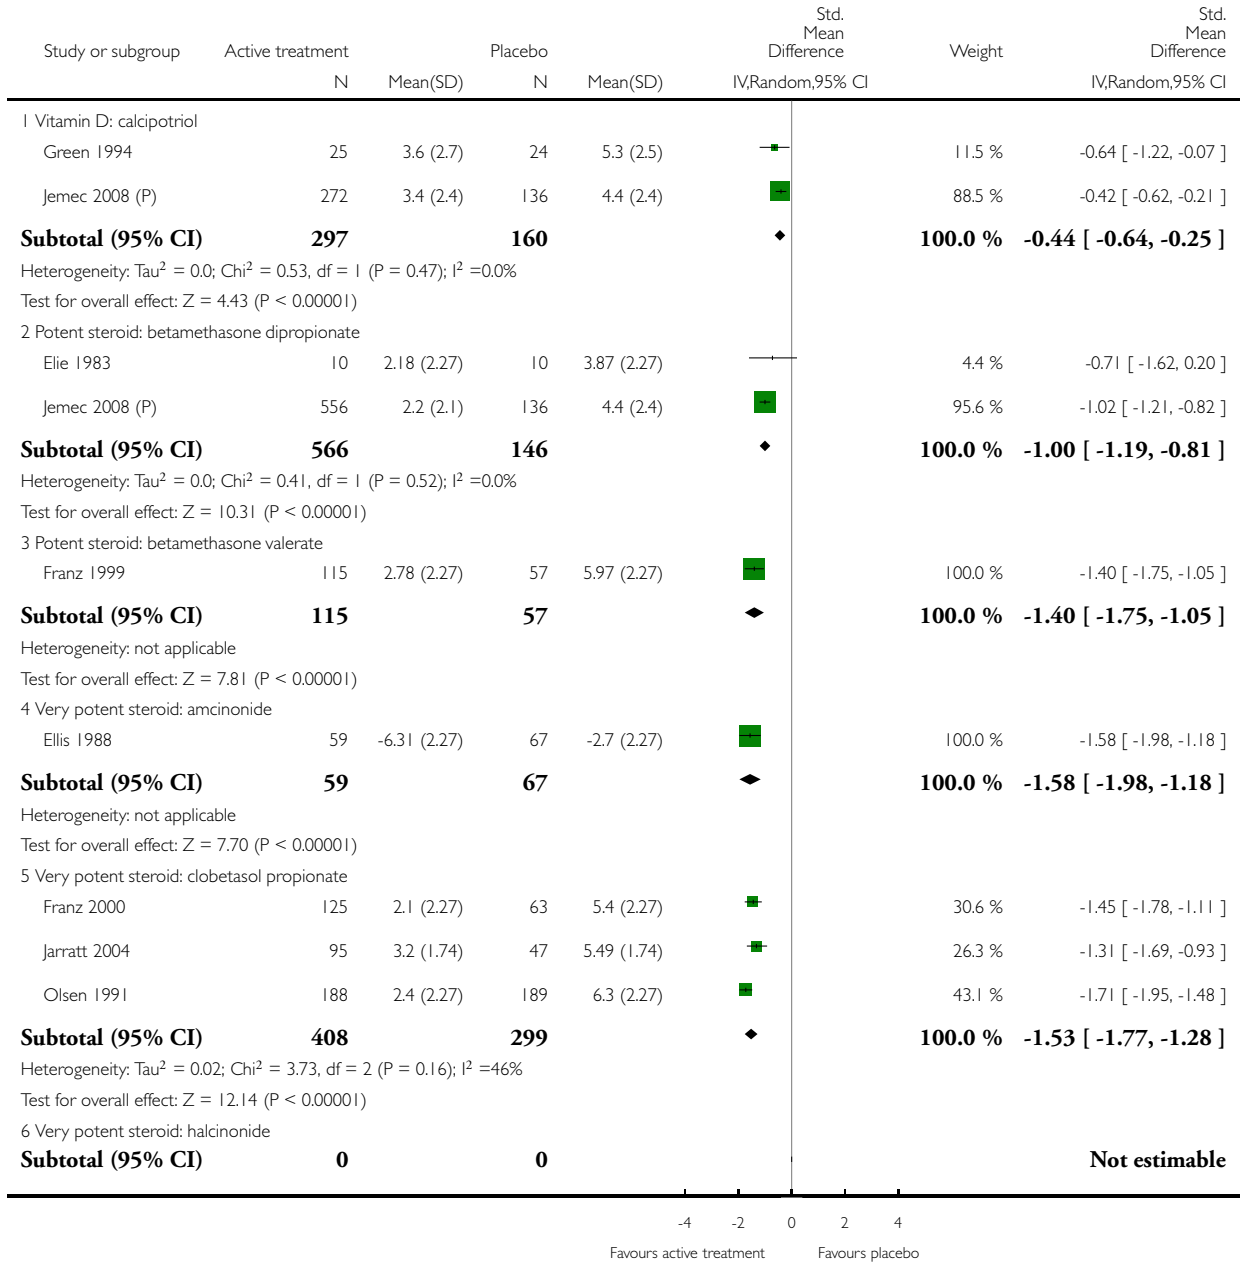 Std. Mean Difference Std. Mean Difference
Study or subgroup Active treatment Placebo Weight
N Mean(SD) N Mean(SD) IV,Random,95% CI IV,Random,95% CI
1 Vitamin D: calcipotriol
Green 1994 25 3.6 (2.7) 24 5.3 (2.5) 11.5 % -0.64 [ -1.22, -0.07 ]
Jemec 2008 (P) 272 3.4 (2.4) 136 4.4 (2.4) 88.5 % -0.42 [ -0.62, -0.21 ]
Subtotal (95% CI) 297 160 100.0 % -0.44 [ -0.64, -0.25 ]
Heterogeneity: Tau² = 0.0; Chi² = 0.53, df = 1 (P = 0.47); I² =0.0%
Test for overall effect: Z = 4.43 (P < 0.00001)
2 Potent steroid: betamethasone dipropionate
Elie 1983 10 2.18 (2.27) 10 3.87 (2.27) 4.4 % -0.71 [ -1.62, 0.20 ]
Jemec 2008 (P) 556 2.2 (2.1) 136 4.4 (2.4) 95.6 % -1.02 [ -1.21, -0.82 ]
Subtotal (95% CI) 566 146 100.0 % -1.00 [ -1.19, -0.81 ]
Heterogeneity: Tau² = 0.0; Chi² = 0.41, df = 1 (P = 0.52); I² =0.0%
Test for overall effect: Z = 10.31 (P < 0.00001)
3 Potent steroid: betamethasone valerate
Franz 1999 115 2.78 (2.27) 57 5.97 (2.27) 100.0 % -1.40 [ -1.75, -1.05 ]
Subtotal (95% CI) 115 57 100.0 % -1.40 [ -1.75, -1.05 ]
Heterogeneity: not applicable
Test for overall effect: Z = 7.81 (P < 0.00001)
4 Very potent steroid: amcinonide
Ellis 1988 59 -6.31 (2.27) 67 -2.7 (2.27) 100.0 % -1.58 [ -1.98, -1.18 ]
Subtotal (95% CI) 59 67 100.0 % -1.58 [ -1.98, -1.18 ]
Heterogeneity: not applicable
Test for overall effect: Z = 7.70 (P < 0.00001)
5 Very potent steroid: clobetasol propionate
Franz 2000 125 2.1 (2.27) 63 5.4 (2.27) 30.6 % -1.45 [ -1.78, -1.11 ]
Jarratt 2004 95 3.2 (1.74) 47 5.49 (1.74) 26.3 % -1.31 [ -1.69, -0.93 ]
Olsen 1991 188 2.4 (2.27) 189 6.3 (2.27) 43.1 % -1.71 [ -1.95, -1.48 ]
Subtotal (95% CI) 408 299 100.0 % -1.53 [ -1.77, -1.28 ]
Heterogeneity: Tau² = 0.02; Chi² = 3.73, df = 2 (P = 0.16); I² =46%
Test for overall effect: Z = 12.14 (P < 0.00001)
6 Very potent steroid: halcinonide
Subtotal (95% CI) 0 0 Not estimable
-4 -2 0 2 4
Favours active treatment Favours placebo